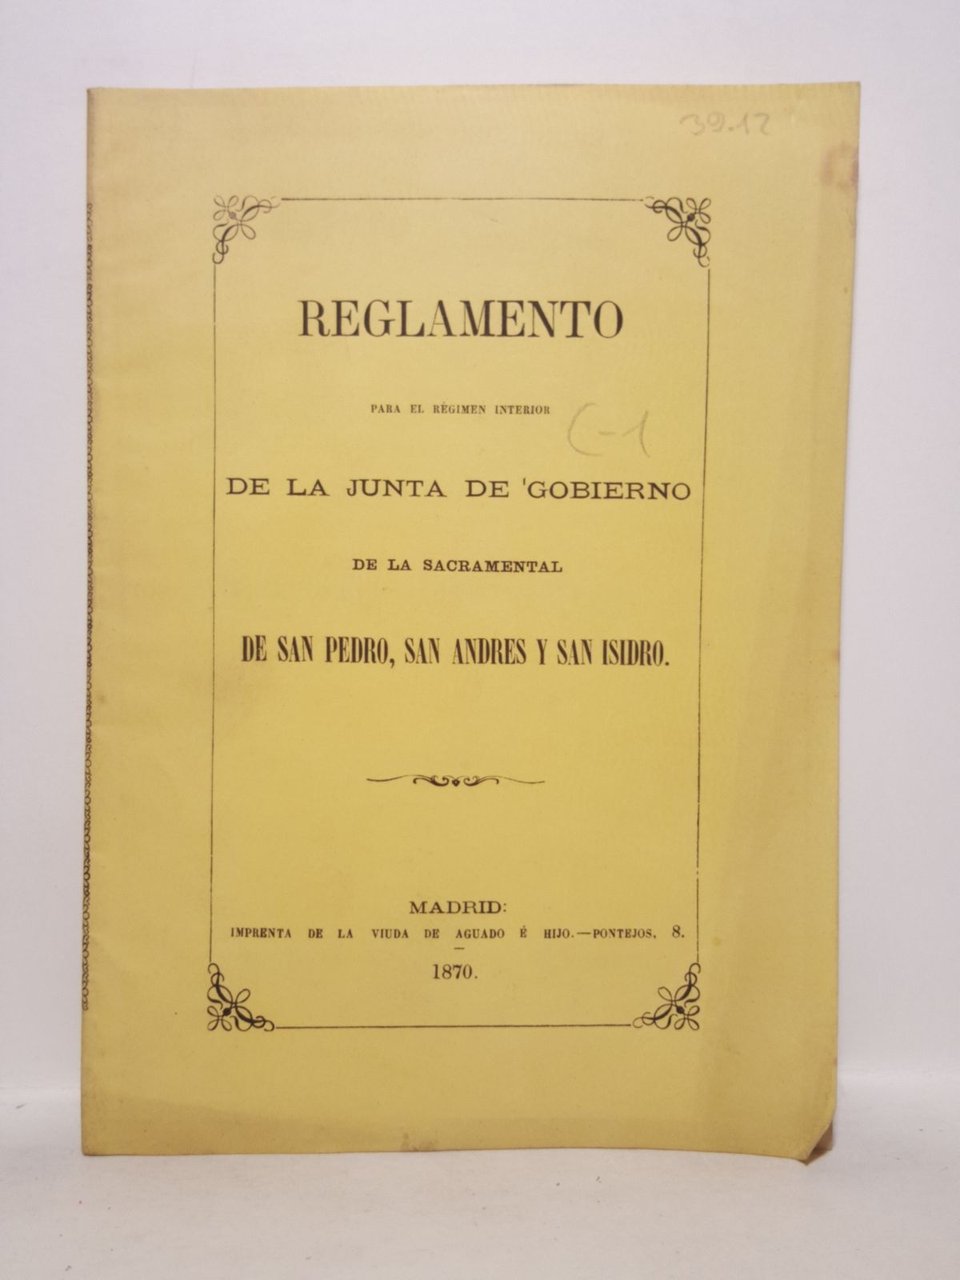 39.12
REGLAMENTO
PARA EL RÉGIMEN INTERIOR
C-1
DE LA JUNTA DE GOBIERNO
DE LA SACRAMENTAL
DE SAN PEDRO, SAN ANDRES Y SAN ISIDRO.
MADRID:
IMPRENTA DE LA VIUDA DE AGUADO É HIJO.—PONTEJOS, 8.
1870.